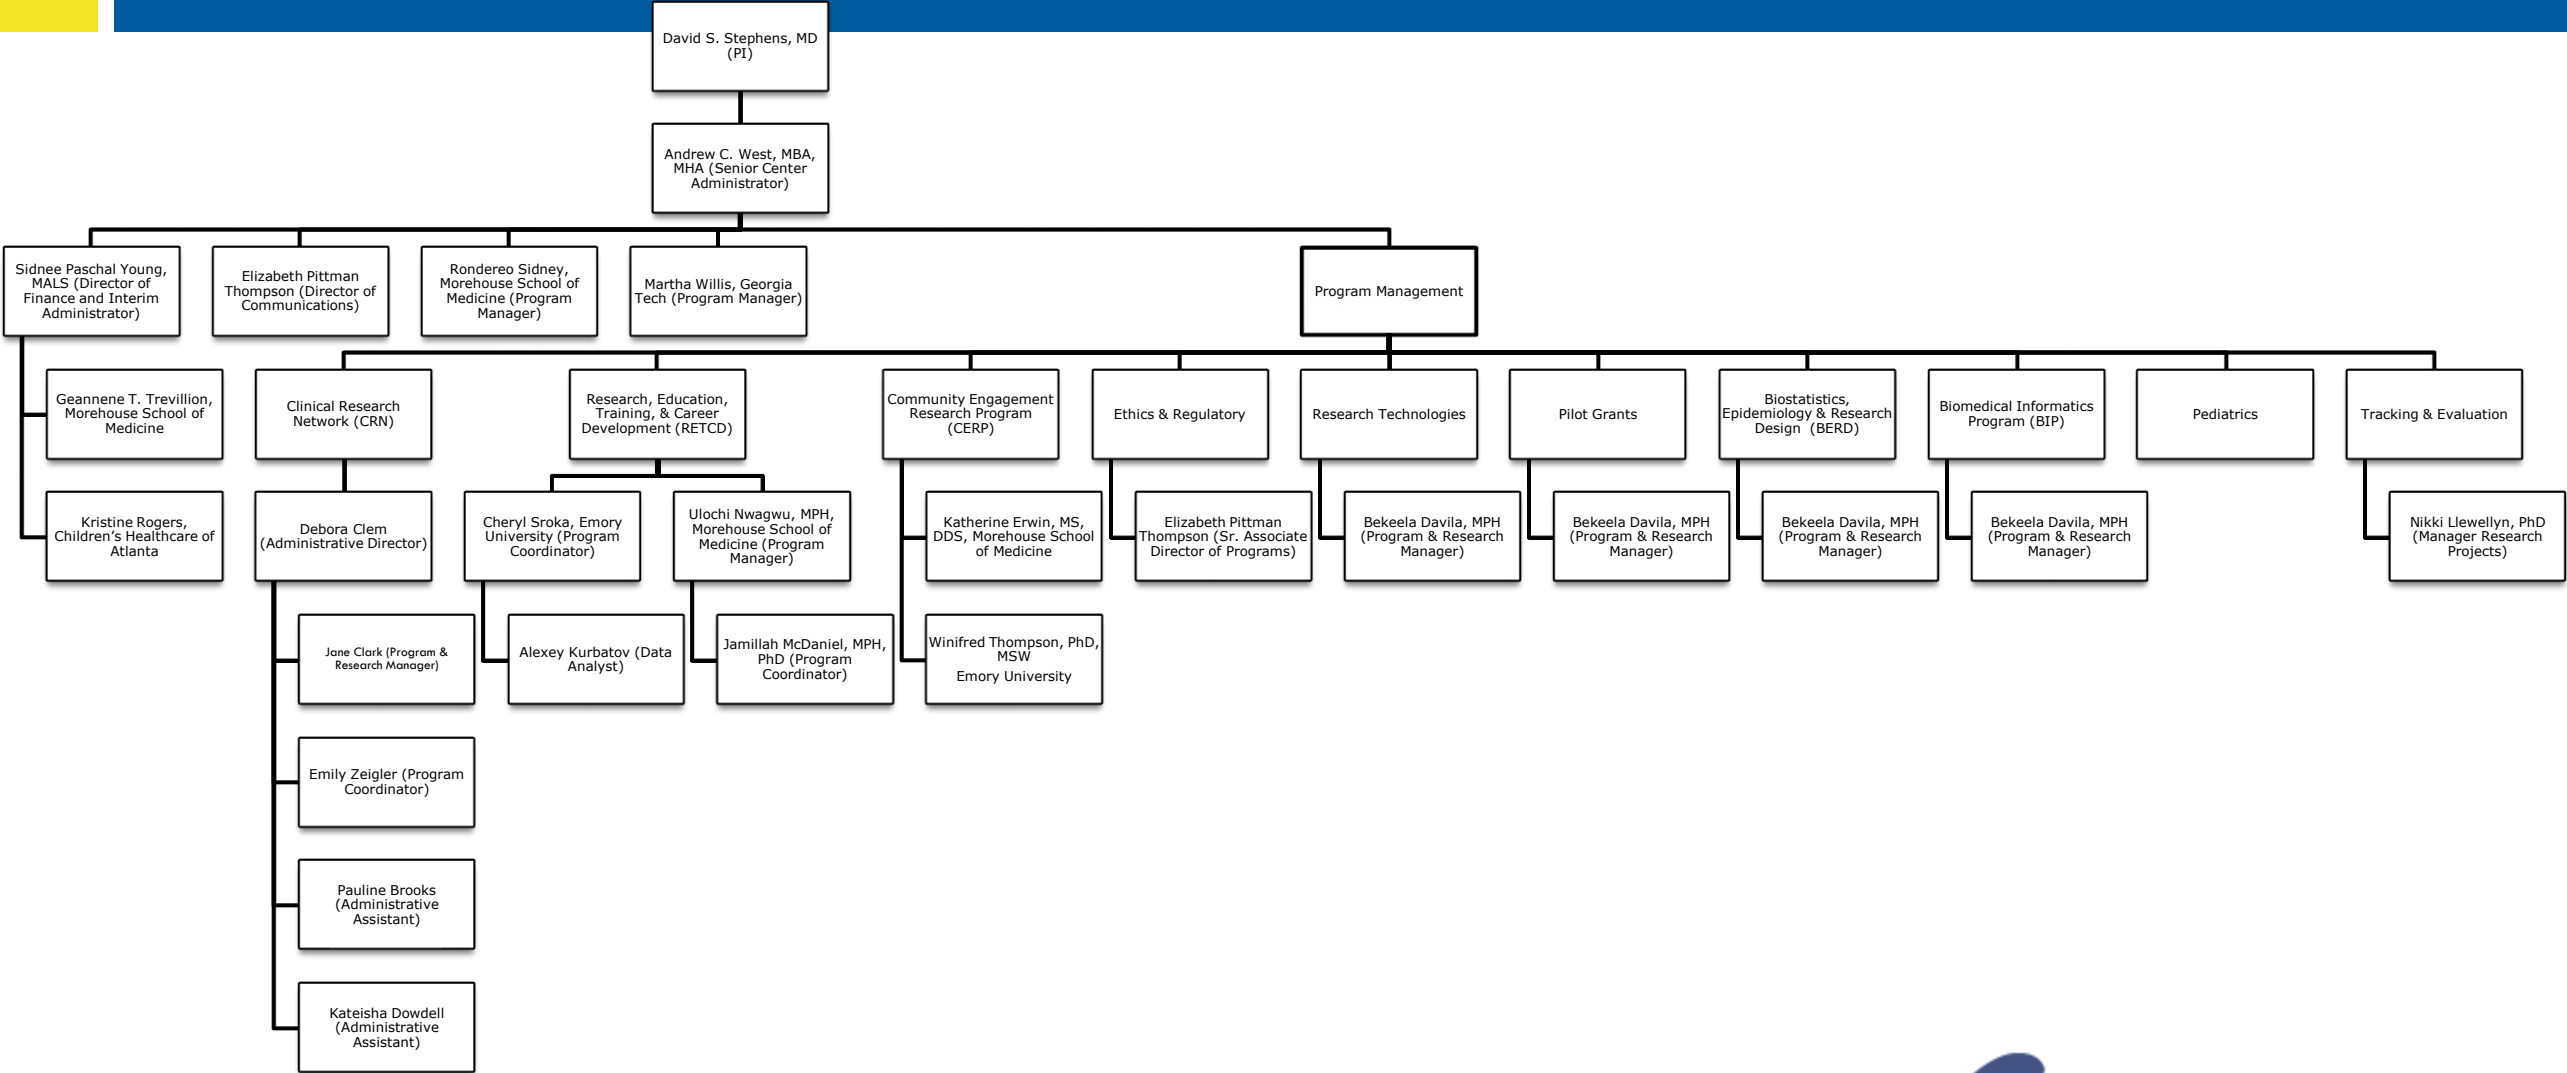 David S. Stephens, MD
(PI)
Andrew C. West, MBA,
MHA (Senior Center
Administrator)
Sidnee Paschal Young,
MALS (Director of
Finance and Interim
Administrator)
Elizabeth Pittman
Thompson (Director of
Communications)
Rondereo Sidney,
Morehouse School of
Medicine (Program
Manager)
Martha Willis, Georgia
Tech (Program Manager)
Program Management
Geannene T. Trevillion,
Morehouse School of
Medicine
Kristine Rogers,
Children’s Healthcare of
Atlanta
Clinical Research
Network (CRN)
Debora Clem
(Administrative Director)
Jane Clark (Program &
Research Manager)
Emily Zeigler (Program
Coordinator)
Pauline Brooks
(Administrative
Assistant)
Kateisha Dowdell
(Administrative
Assistant)
Research, Education,
Training, & Career
Development (RETCD)
Cheryl Sroka, Emory
University (Program
Coordinator)
Alexey Kurbatov (Data
Analyst)
Ulochi Nwagwu, MPH,
Morehouse School of
Medicine (Program
Manager)
Jamillah McDaniel, MPH,
PhD (Program
Coordinator)
Community Engagement
Research Program
(CERP)
Katherine Erwin, MS,
DDS, Morehouse School
of Medicine
Winifred Thompson, PhD,
MSW
Emory University
Ethics & Regulatory
Elizabeth Pittman
Thompson (Sr. Associate
Director of Programs)
Research Technologies
Bekeela Davila, MPH
(Program & Research
Manager)
Pilot Grants
Bekeela Davila, MPH
(Program & Research
Manager)
Biostatistics,
Epidemiology & Research
Design (BERD)
Bekeela Davila, MPH
(Program & Research
Manager)
Biomedical Informatics
Program (BIP)
Bekeela Davila, MPH
(Program & Research
Manager)
Pediatrics
Tracking & Evaluation
Nikki Llewellyn, PhD
(Manager Research
Projects)